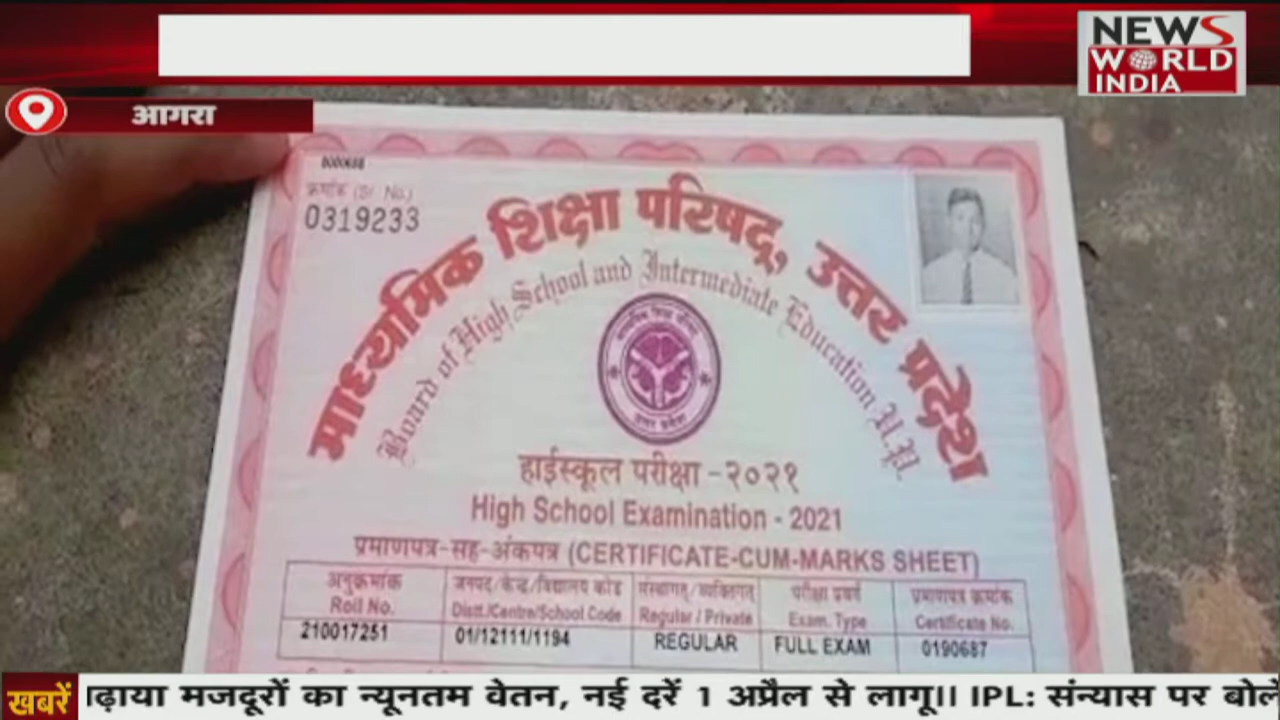 NEWS
WORLD
INDIA
आगरा
क्रमांक (Sr. No.)
0319233
माध्यमिक शिक्षा परिषद्, उत्तर प्रदेश
Board of High School and Intermediate Education U.P.
हाईस्कूल परीक्षा -२०२१
High School Examination - 2021
प्रमाणपत्र-सह-अंकपत्र (CERTIFICATE-CUM-MARKS SHEET)
अनुक्रमांक जनपद/केन्द्र/विद्यालय कोड संस्थागत/व्यक्तिगत परीक्षा प्रमाणपत्र क्रमांक
Roll No. Distt./Centre/School Code Regular / Private Exam. Type Certificate No.
210017251 01/12111/1194 REGULAR FULL EXAM 0190687
खबरें ढ़ाया मजदूरों का न्यूनतम वेतन, नई दरें 1 अप्रैल से लागू।। IPL: संन्यास पर बोले